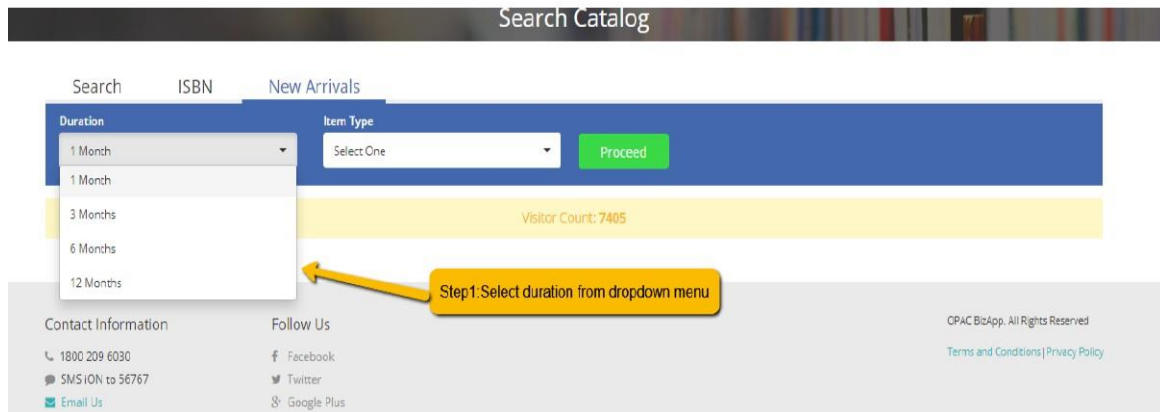 Search Catalog
Search ISBN New Arrivals
Duration Item Type
1 Month Select One Proceed
1 Month
3 Months
6 Months
12 Months
Visitor Count: 7405
Step1:Select duration from dropdown menu
Contact Information
1800 209 6030
SMS iON to 56767
Email Us
Follow Us
Facebook
Twitter
Google Plus
OPAC BizApp. All Rights Reserved
Terms and Conditions | Privacy Policy